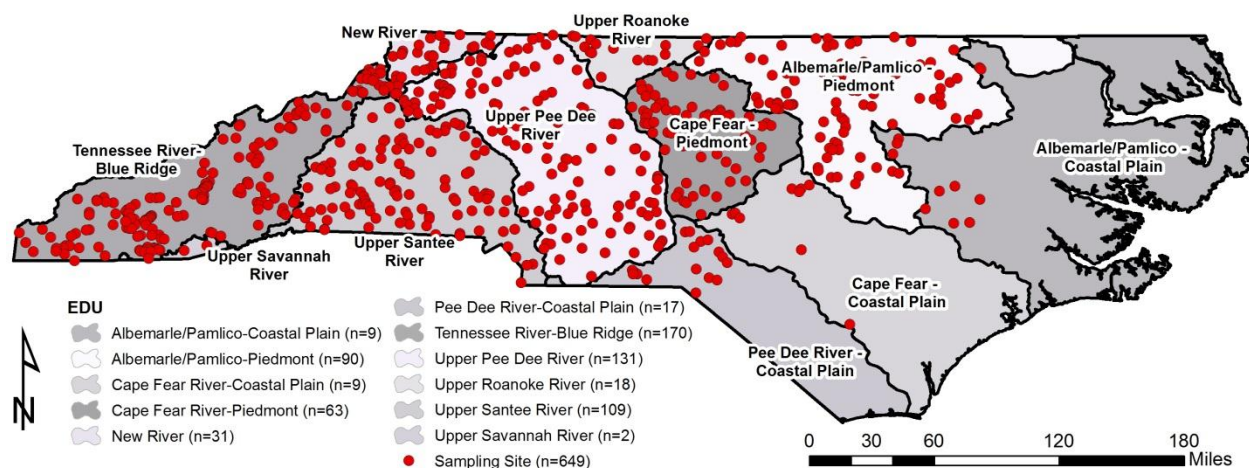 Upper Roanoke
River
New River
Albemarle/Pamlico -
Piedmont
Upper Pee Dee
River
Cape Fear -
Piedmont
Tennessee River-
Blue Ridge
Albemarle/Pamlico -
Coastal Plain
Upper Savannah
River
Upper Santee
River
Cape Fear -
Coastal Plain
Pee Dee River -
Coastal Plain
N
EDU
Albemarle/Pamlico-Coastal Plain (n=9)
Albemarle/Pamlico-Piedmont (n=90)
Cape Fear River-Coastal Plain (n=9)
Cape Fear River-Piedmont (n=63)
New River (n=31)
Pee Dee River-Coastal Plain (n=17)
Tennessee River-Blue Ridge (n=170)
Upper Pee Dee River (n=131)
Upper Roanoke River (n=18)
Upper Santee River (n=109)
Upper Savannah River (n=2)
Sampling Site (n=649)
0 30 60 120 180
Miles